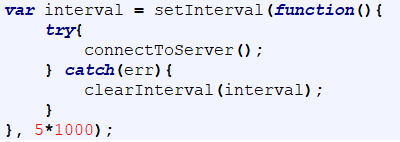 var interval = setInterval(function(){
    try{
        connectToServer();
    } catch(err){
        clearInterval(interval);
    }
}, 5*1000);